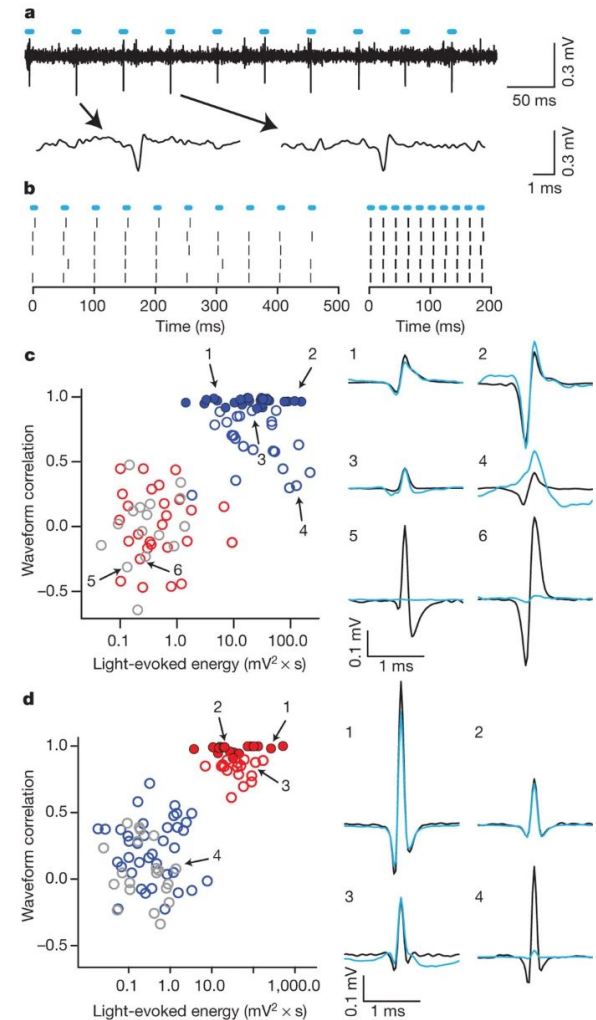 a
0.3 mV
50 ms
0.3 mV
1 ms
b
0 100 200 300 400 500
Time (ms)
0 100 200
Time (ms)
c
1 2
1.0
0.5
0.0
−0.5
Waveform correlation
3
4
5
6
0.1 1.0 10.0 100.0
Light-evoked energy (mV² × s)
1 2
3 4
5 6
0.1 mV
1 ms
d
2 1
1.0
0.5
0.0
−0.5
Waveform correlation
3
4
0.1 1.0 10.0 1,000.0
Light-evoked energy (mV² × s)
1 2
3 4
0.1 mV
1 ms